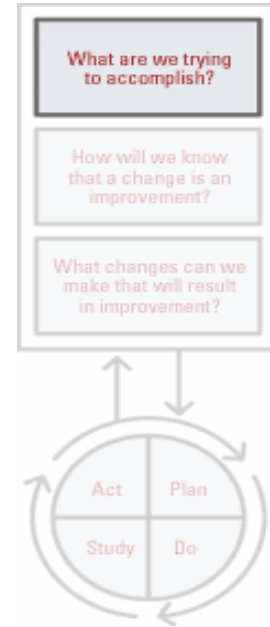 What are we trying
to accomplish?
How will we know
that a change is an
improvement?
What changes can we
make that will result
in improvement?
Act Plan
Study Do